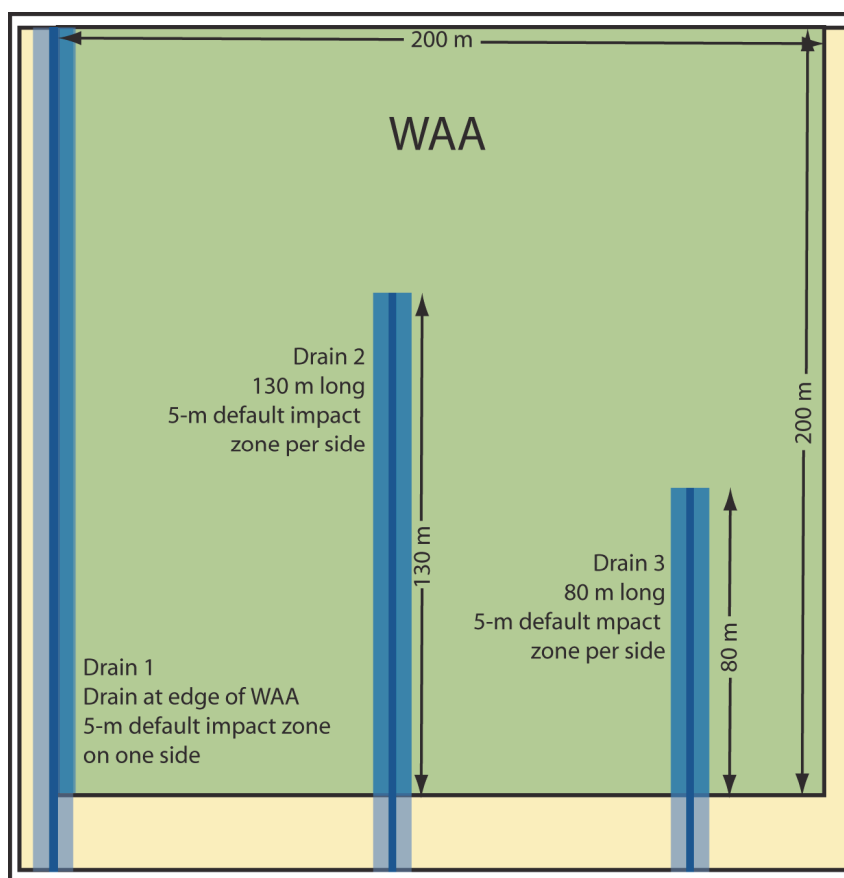 200 m
WAA
200 m
Drain 2
130 m long
5-m default impact
zone per side
130 m
Drain 3
80 m long
5-m default mpact
zone per side
80 m
Drain 1
Drain at edge of WAA
5-m default impact zone
on one side